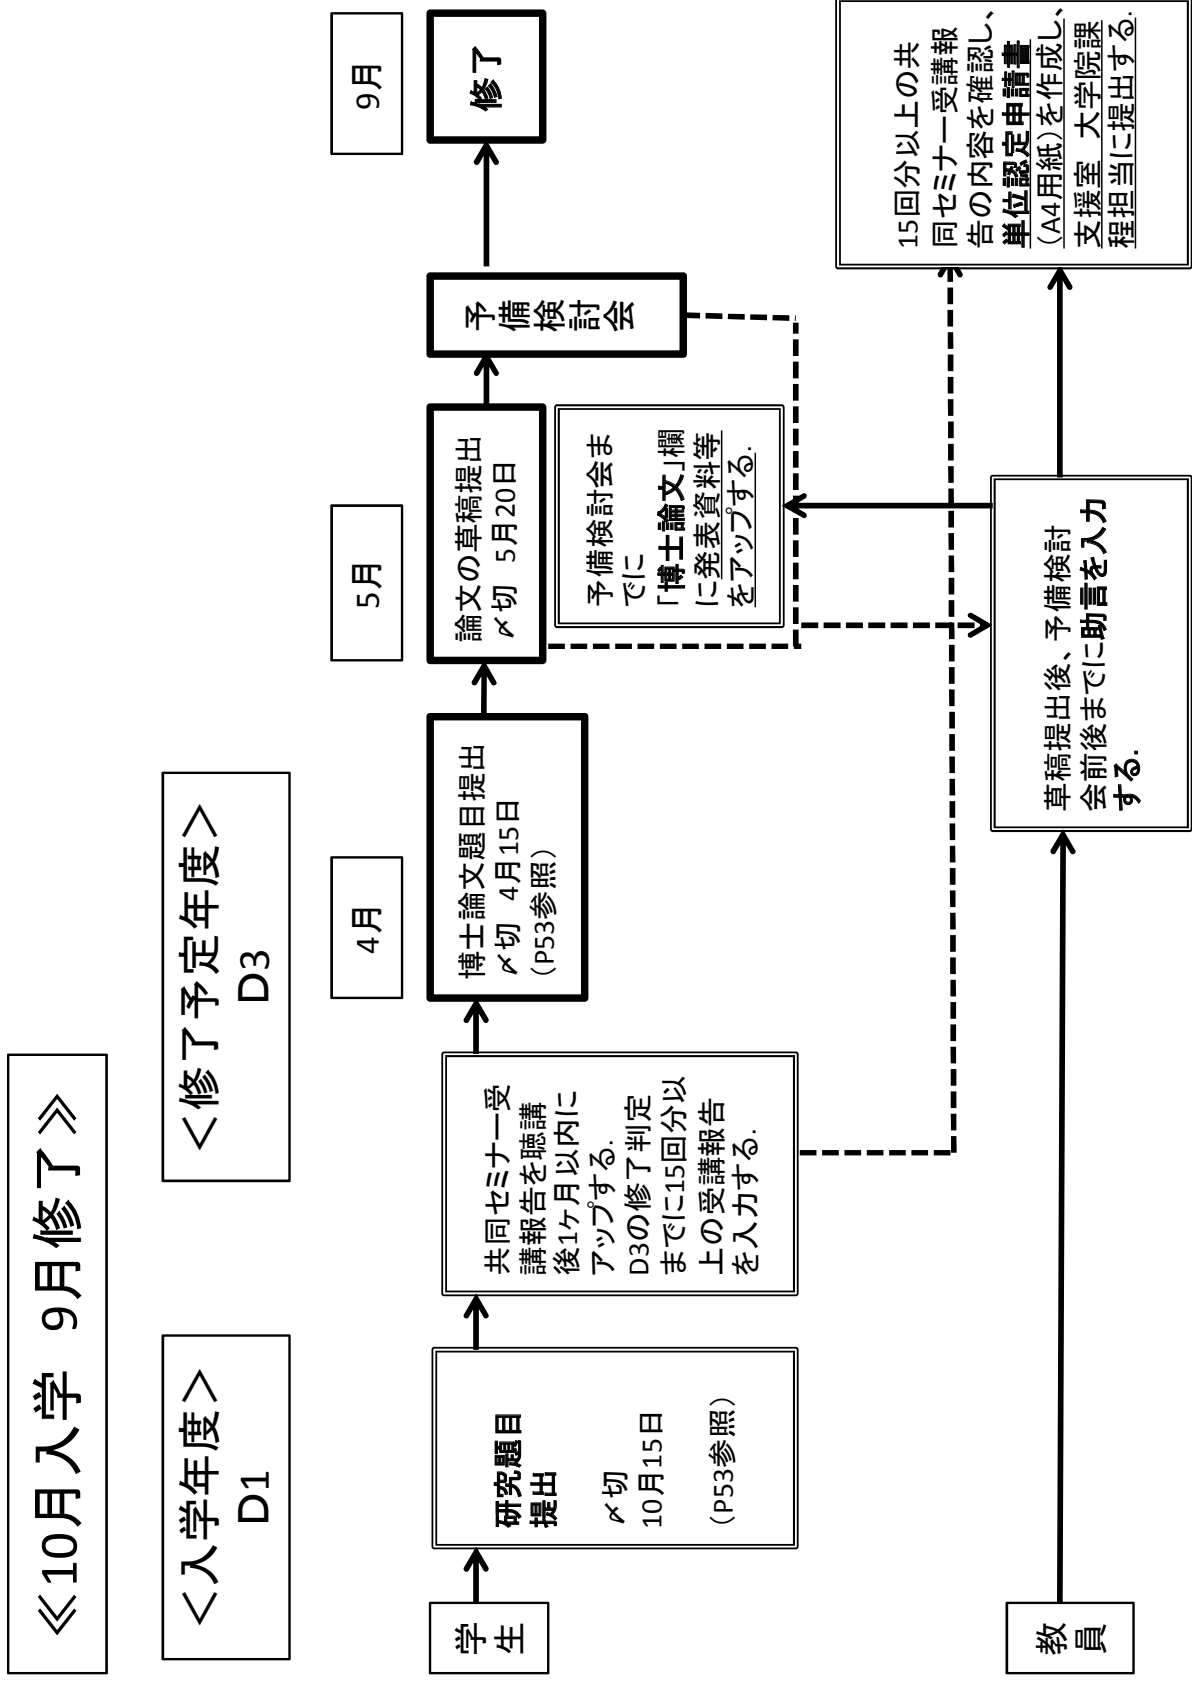 ≪10月入学 9月修了≫
＜入学年度＞
D1
＜修了予定年度＞
D3
4月
5月
9月
学生
研究題目
提出
〆切
10月15日
（P53参照）
共同セミナー受
講報告を聴講
後1ヶ月以内に
アップする.
D3の修了判定
までに15回分以
上の受講報告
を入力する.
博士論文題目提出
〆切 4月15日
（P53参照）
論文の草稿提出
〆切 5月20日
予備検討会ま
でに
「博士論文」欄
に発表資料等
をアップする.
予備検討会
修了
教員
草稿提出後、予備検討
会前後までに助言を入力
する.
15回分以上の共
同セミナー受講報
告の内容を確認し、
単位認定申請書
（A4用紙）を作成し、
支援室 大学院課
程担当に提出する.